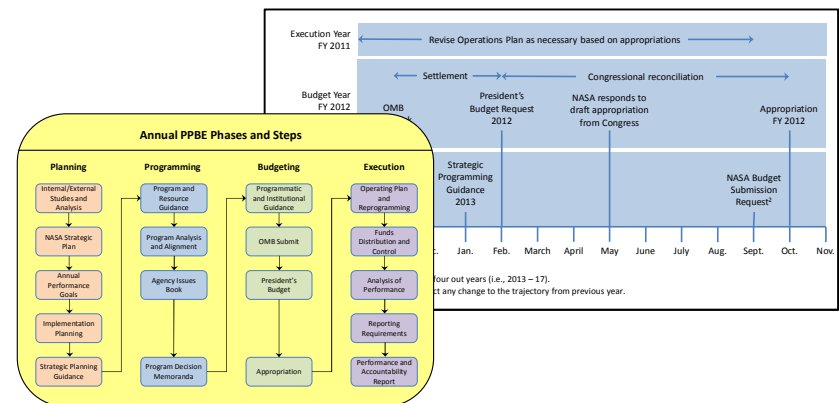 Execution Year
FY 2011
Revise Operations Plan as necessary based on appropriations
Budget Year
FY 2012
Settlement
Congressional reconciliation
OMB
President's
Budget Request
2012
NASA responds to
draft appropriation
from Congress
Appropriation
FY 2012
Strategic
Programming
Guidance
2013
NASA Budget
Submission
Request²
Jan.
Feb.
March
April
May
June
July
Aug.
Sept.
Oct.
Nov.
four out years (i.e., 2013 – 17).
any change to the trajectory from previous year.
Annual PPBE Phases and Steps
Planning
Internal/External
Studies and
Analysis
NASA Strategic
Plan
Annual
Performance
Goals
Implementation
Planning
Strategic Planning
Guidance
Programming
Program and
Resource
Guidance
Program Analysis
and Alignment
Agency Issues
Book
Program Decision
Memoranda
Budgeting
Programmatic
and Institutional
Guidance
OMB Submit
President's
Budget
Appropriation
Execution
Operating Plan
and
Reprogramming
Funds
Distribution and
Control
Analysis of
Performance
Reporting
Requirements
Performance and
Accountability
Report